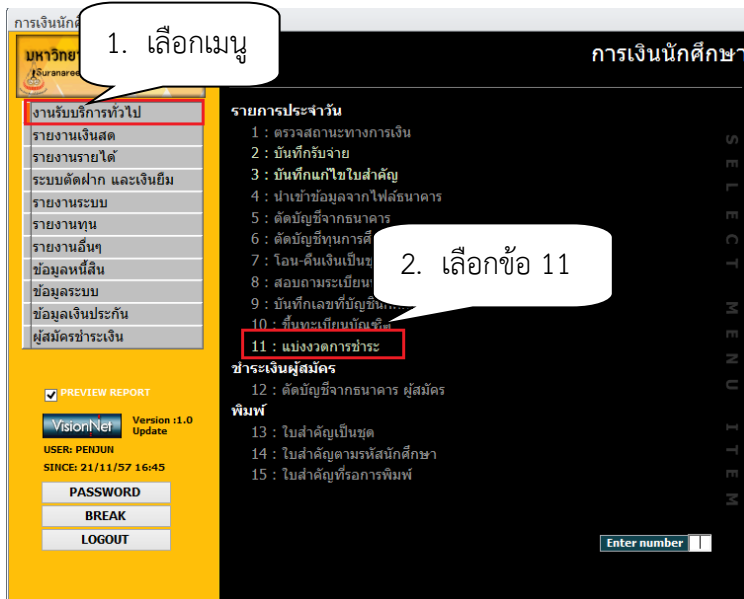 การเงินนักศึ
1. เลือกเมนู
มหาวิทย
Suranaree
การเงินนักศึกษา
งานรับบริการทั่วไป
รายงานเงินสด
รายงานรายได้
ระบบตัดฝาก และเงินยืม
รายงานระบบ
รายงานทุน
รายงานอื่นๆ
ข้อมูลหนี้สิน
ข้อมูลระบบ
ข้อมูลเงินประกัน
ผู้สมัครชำระเงิน
PREVIEW REPORT
VisionNet
Version :1.0
Update
USER: PENJUN
SINCE: 21/11/57 16:45
PASSWORD
BREAK
LOGOUT
รายการประจำวัน
1 : ตรวจสถานะทางการเงิน
2 : บันทึกรับจ่าย
3 : บันทึกแก้ไขใบสำคัญ
4 : นำเข้าข้อมูลจากไฟล์ธนาคาร
5 : ตัดบัญชีจากธนาคาร
6 : ตัดบัญชีทุนการศึ
7 : โอน-คืนเงินเป็นชุ
8 : สอบถามระเบียน
9 : บันทึกเลขที่บัญชี
10 : ขึ้นทะเบียนบัณฑิต
11 : แบ่งงวดการชำระ
2. เลือกข้อ 11
ชำระเงินผู้สมัคร
12 : ตัดบัญชีจากธนาคาร ผู้สมัคร
พิมพ์
13 : ใบสำคัญเป็นชุด
14 : ใบสำคัญตามรหัสนักศึกษา
15 : ใบสำคัญที่รอการพิมพ์
SELECT MENU ITEM
Enter number